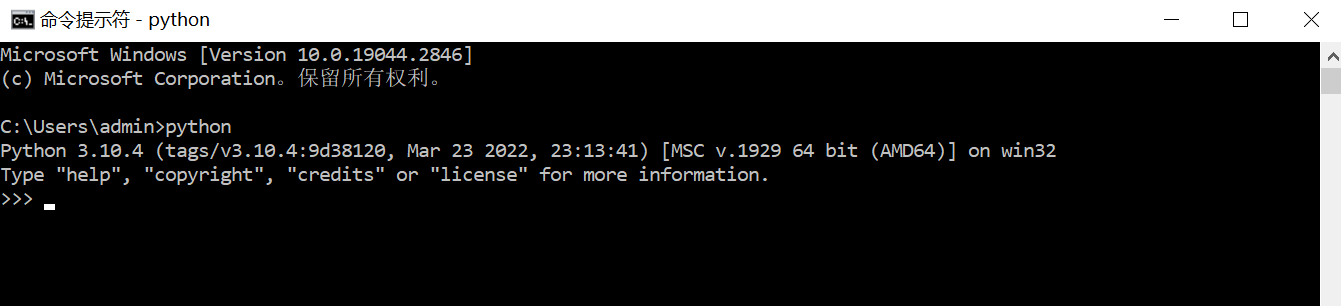 命令提示符 - python
Microsoft Windows [Version 10.0.19044.2846]
(c) Microsoft Corporation。保留所有权利。
C:\Users\admin>python
Python 3.10.4 (tags/v3.10.4:9d38120, Mar 23 2022, 23:13:41) [MSC v.1929 64 bit (AMD64)] on win32
Type "help", "copyright", "credits" or "license" for more information.
>>>